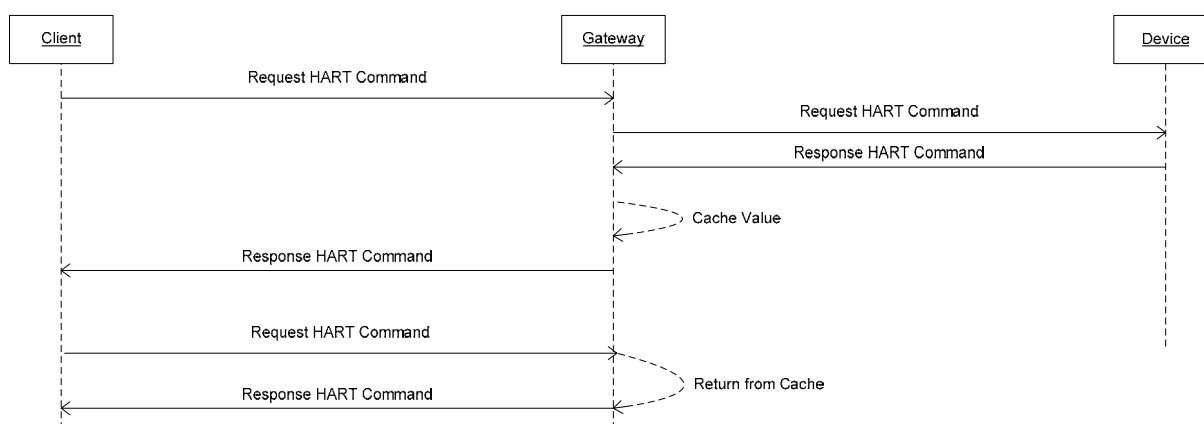 Client
Gateway
Device
Request HART Command
Request HART Command
Response HART Command
Cache Value
Response HART Command
Request HART Command
Return from Cache
Response HART Command